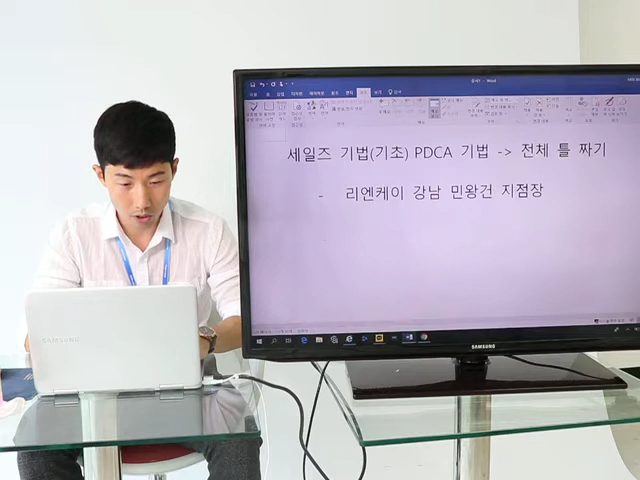 세일즈 기법(기초) PDCA 기법 -> 전체 틀 짜기
- 리엔케이 강남 민왕건 지점장
SAMSUNG
SAMSUNG